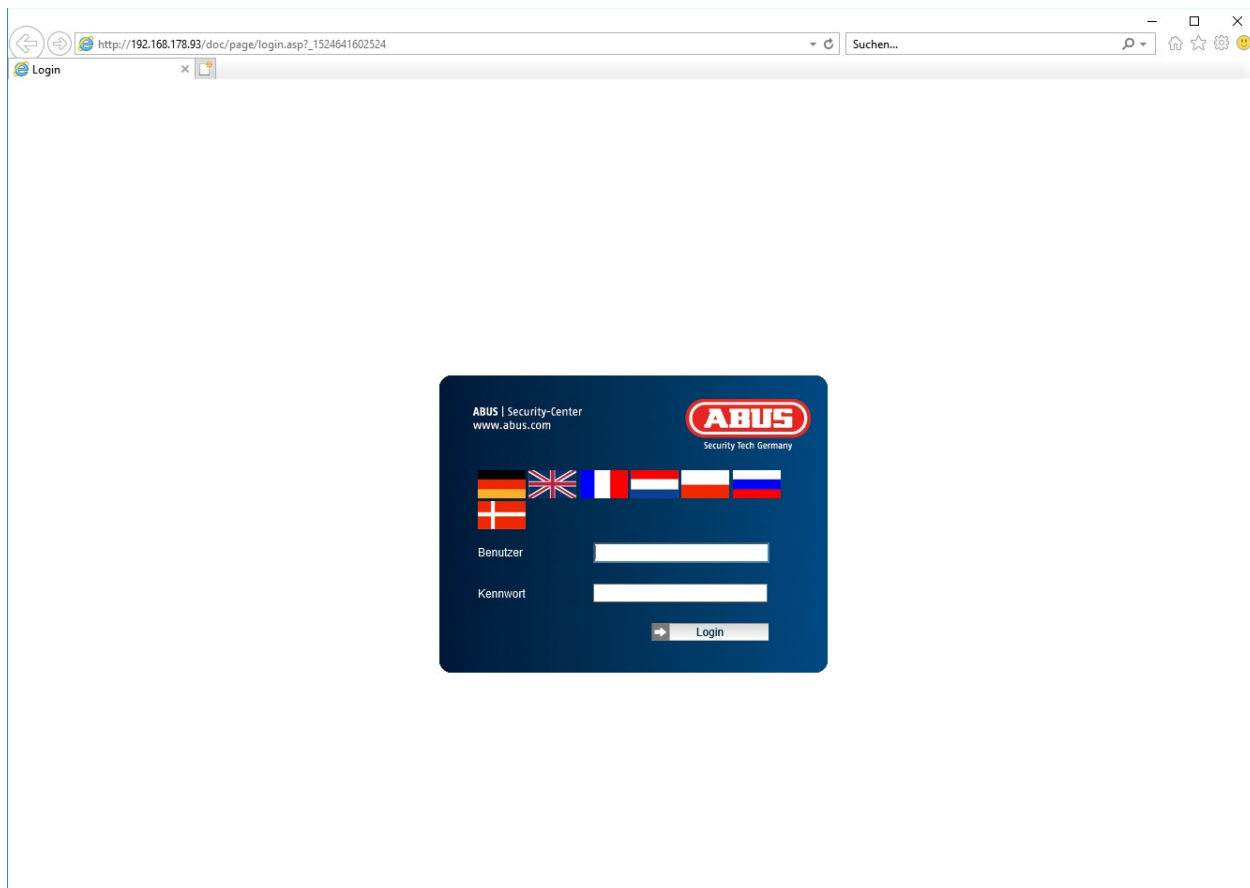 http://192.168.178.93/doc/page/login.asp?_1524641602524
Suchen...
Login
ABUS | Security-Center
www.abus.com
ABUS
Security Tech Germany
Benutzer
Kennwort
Login